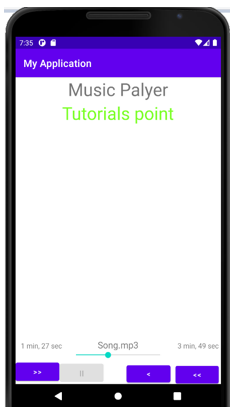 7:35
My Application
Music Palyer
Tutorials point
1 min, 27 sec Song.mp3 3 min, 49 sec
>> || < <<